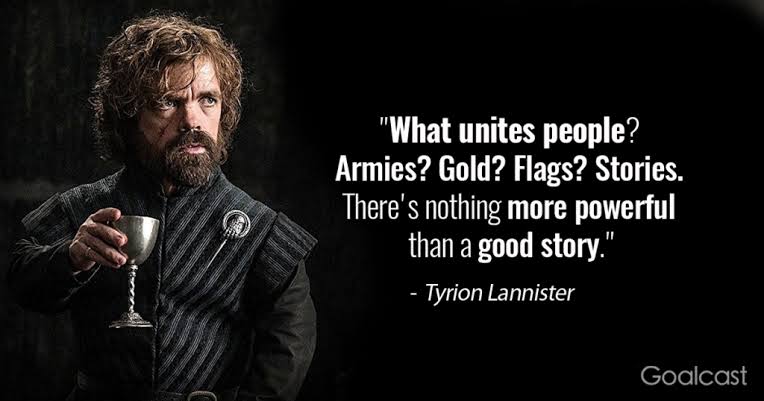 "What unites people?
Armies? Gold? Flags? Stories.
There's nothing more powerful
than a good story."
- Tyrion Lannister
Goalcast